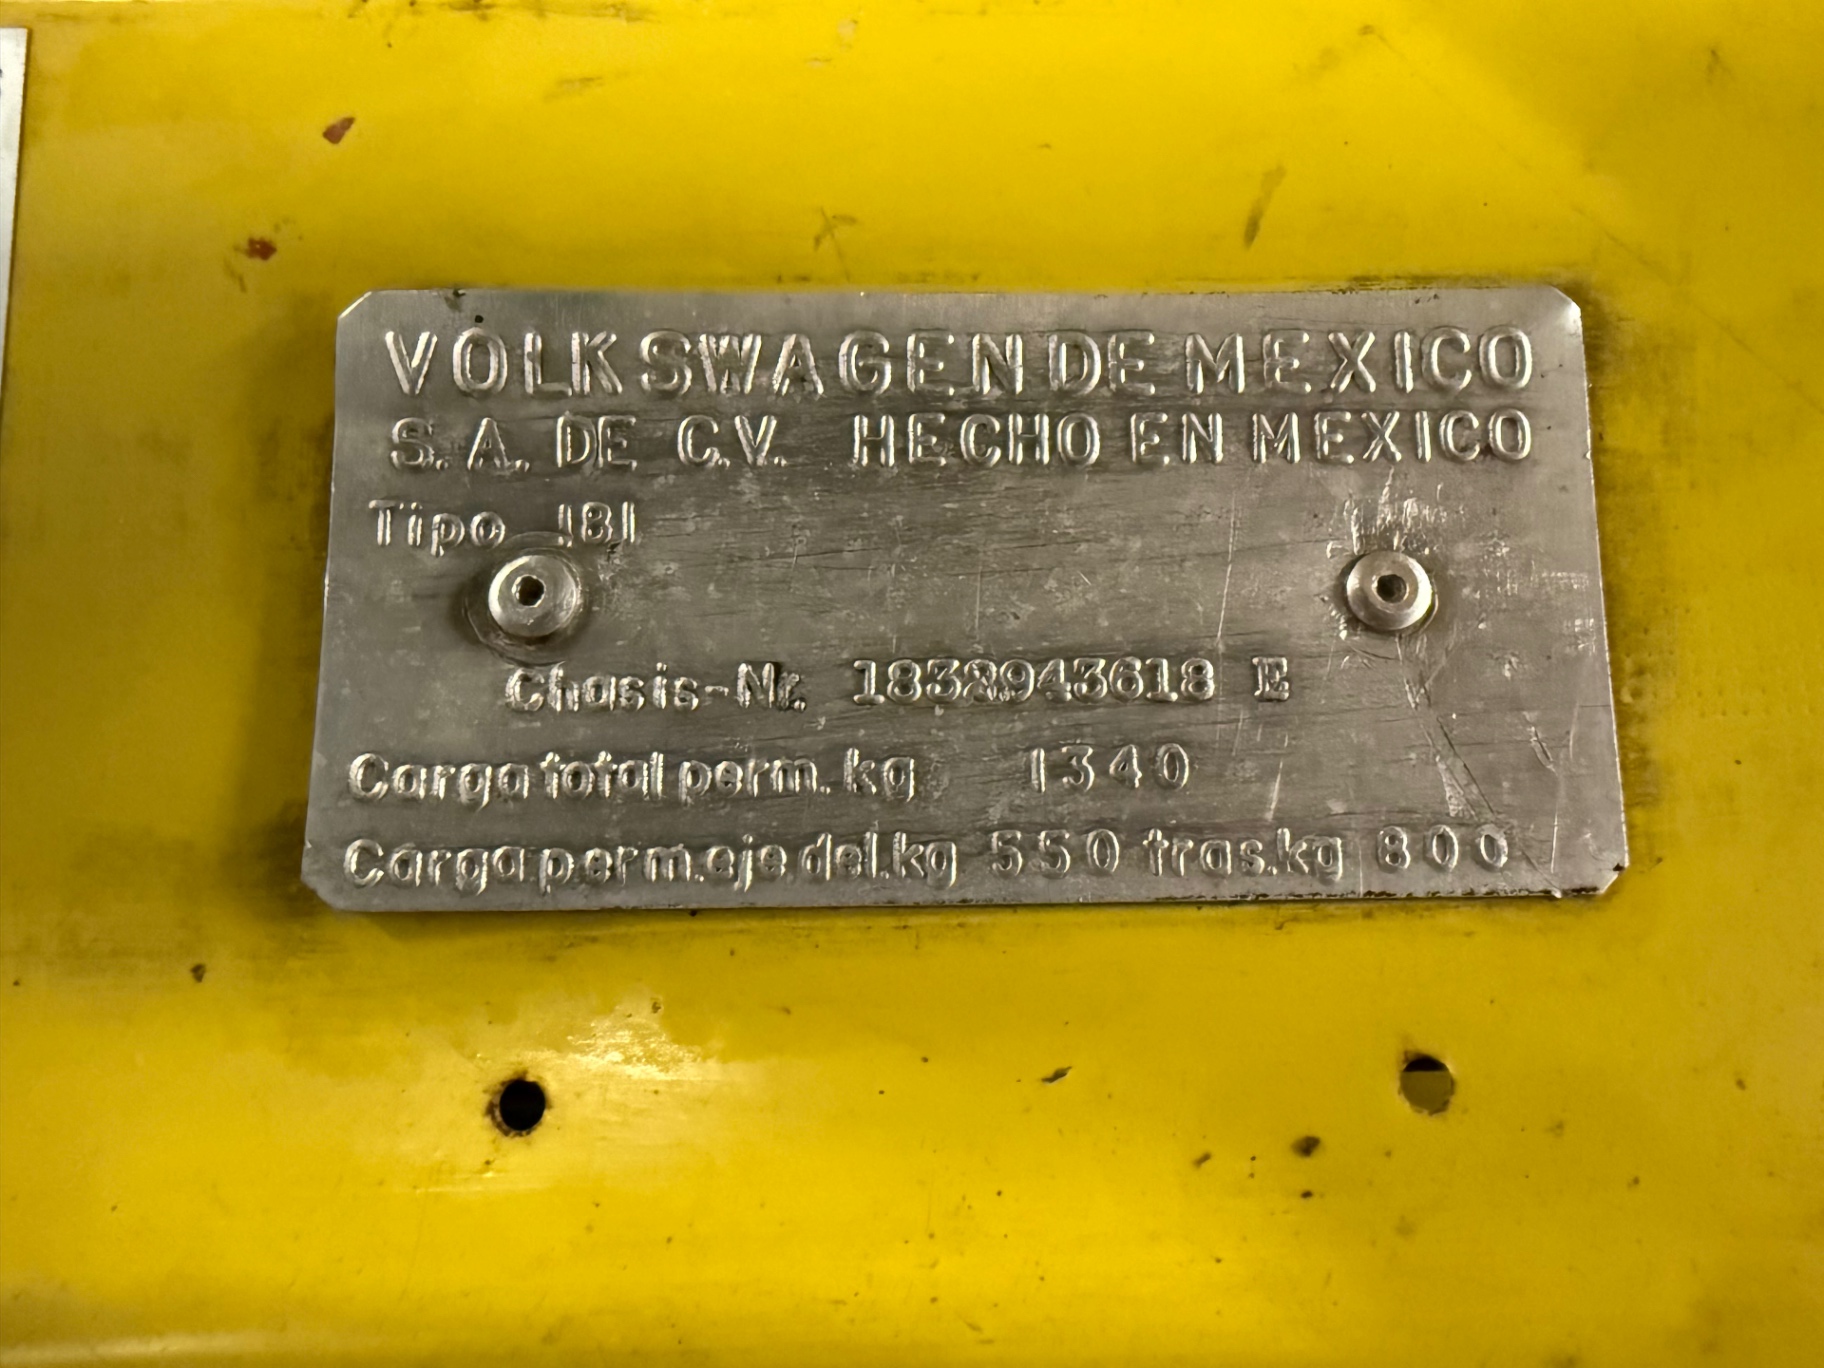 VOLKSWAGEN DE MEXICO
S.A. DE C.V. HECHO EN MEXICO
Tipo 181
Chasis-Nr. 1832943618 E
Carga total perm. kg 1340
Carga perm. eje del. kg 550 tras. kg 800